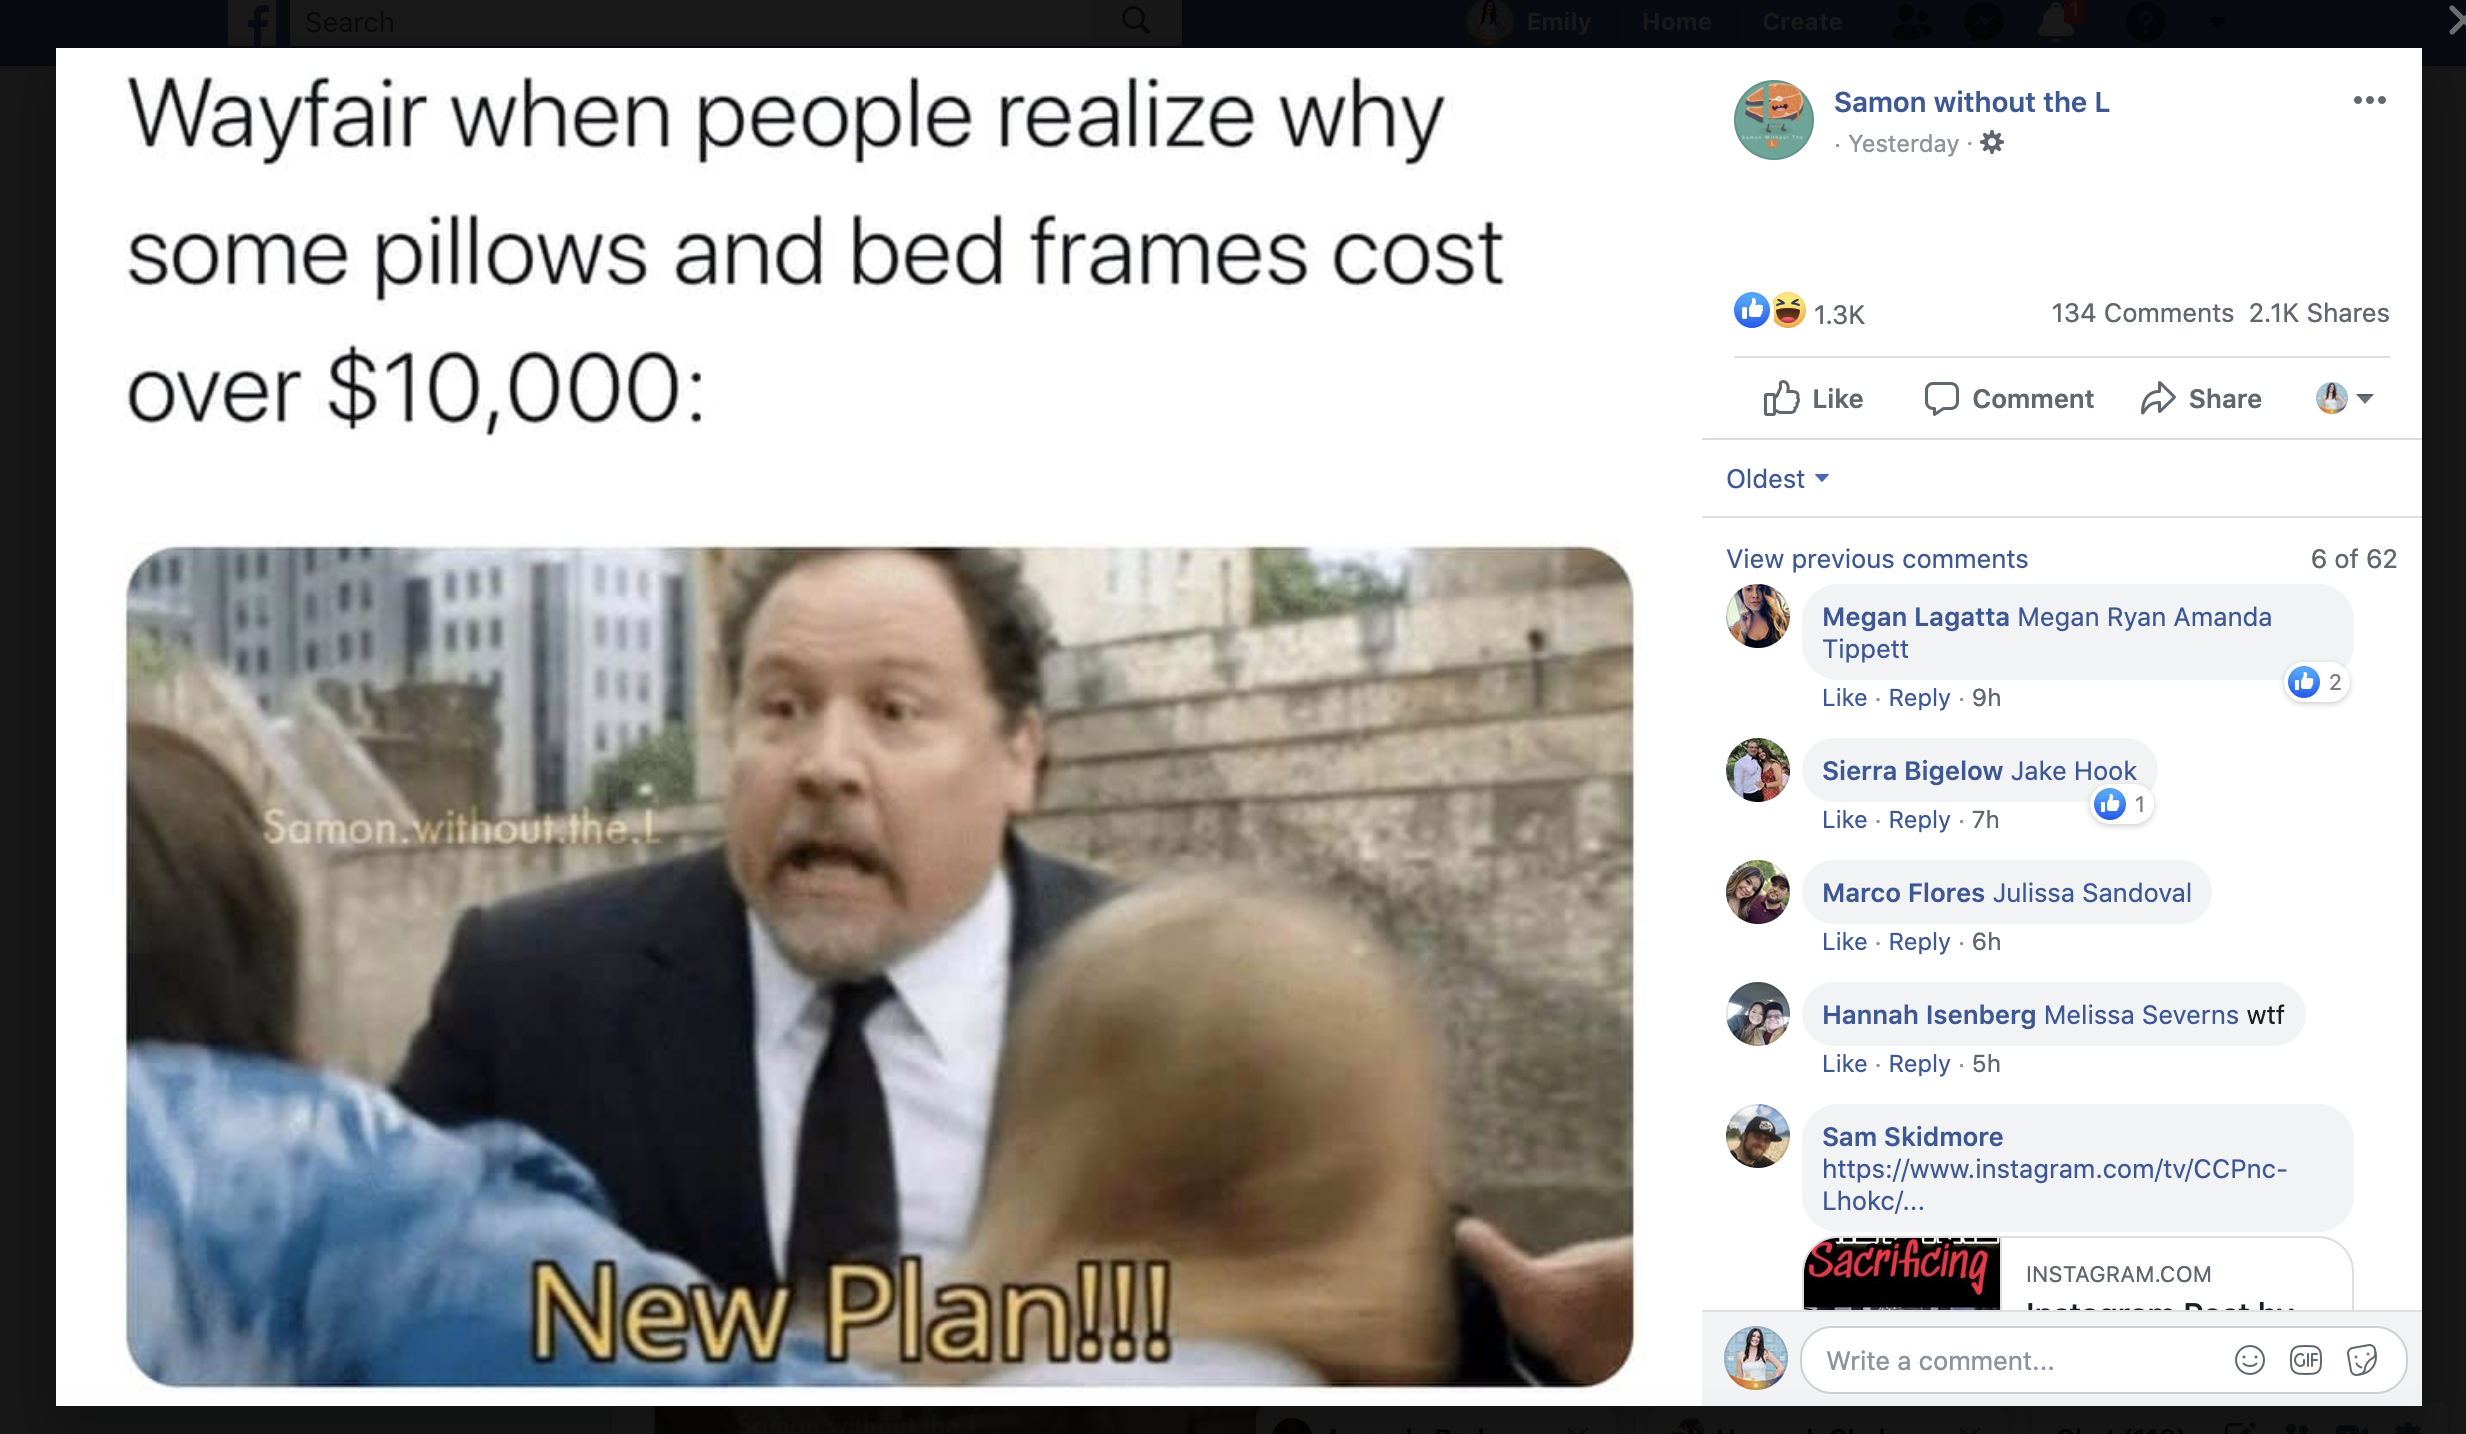 Search
Emily
Home
Create
1
Wayfair when people realize why
some pillows and bed frames cost
over $10,000:
Samon.without.the.L
New Plan!!!
Samon without the L
· Yesterday ·
1.3K
134 Comments 2.1K Shares
Like
Comment
Share
Oldest
View previous comments
6 of 62
Megan Lagatta Megan Ryan Amanda
Tippett
2
Like · Reply · 9h
Sierra Bigelow Jake Hook
1
Like · Reply · 7h
Marco Flores Julissa Sandoval
Like · Reply · 6h
Hannah Isenberg Melissa Severns wtf
Like · Reply · 5h
Sam Skidmore
https://www.instagram.com/tv/CCPnc-
Lhokc/...
Sacrificing
INSTAGRAM.COM
Instagram Post by
Write a comment...
GIF